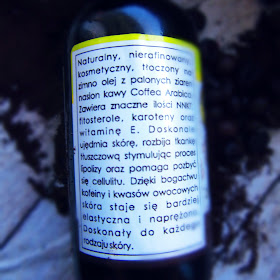 Naturalny, nierafinowany
kosmetyczny, tłoczony na
zimno olej z palonych ziaren
nasion kawy Coffea Arabica.
Zawiera znaczne ilości NNKT
fitosterole, karoteny oraz
witaminę E. Doskonale
ujędrnia skórę, rozbija tkankę
tłuszczową stymulując proces
lipolizy oraz pomaga pozbyć
się cellulitu. Dzięki bogactwu
kofeiny i kwasów owocowych
skóra staje się bardziej
elastyczna i naprężona.
Doskonały do każdego
rodzaju skóry.